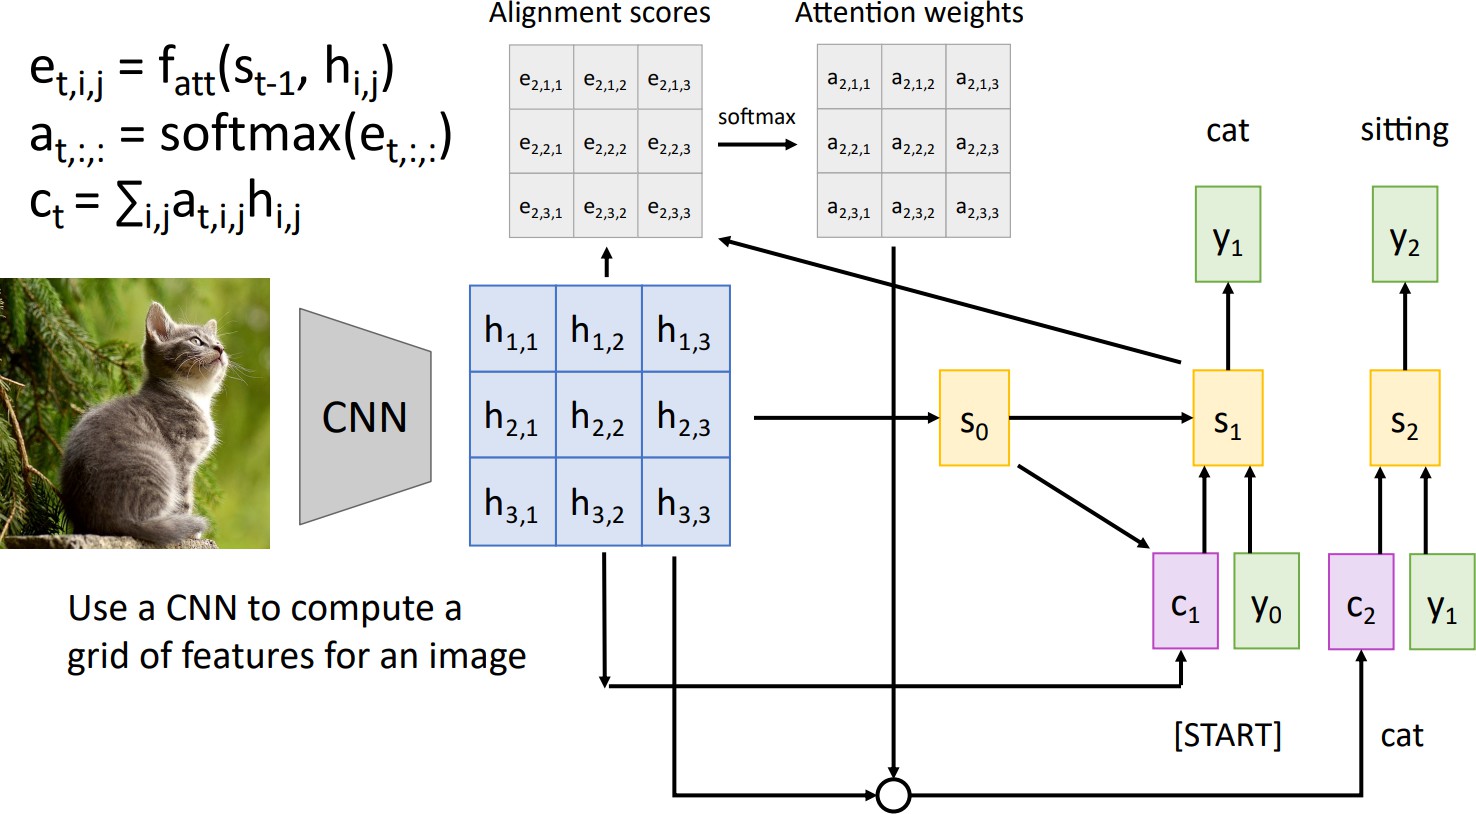 Alignment scores
Attention weights
e_{t,i,j} = f_{att}(s_{t-1}, h_{i,j})
a_{t,:,:} = softmax(e_{t,:,:})
c_t = ∑_{i,j}a_{t,i,j}h_{i,j}
e_{2,1,1} e_{2,1,2} e_{2,1,3}
e_{2,2,1} e_{2,2,2} e_{2,2,3}
e_{2,3,1} e_{2,3,2} e_{2,3,3}
softmax
a_{2,1,1} a_{2,1,2} a_{2,1,3}
a_{2,2,1} a_{2,2,2} a_{2,2,3}
a_{2,3,1} a_{2,3,2} a_{2,3,3}
cat
sitting
y_1
y_2
CNN
h_{1,1} h_{1,2} h_{1,3}
h_{2,1} h_{2,2} h_{2,3}
h_{3,1} h_{3,2} h_{3,3}
s_0
s_1
s_2
c_1
y_0
c_2
y_1
Use a CNN to compute a
grid of features for an image
[START]
cat